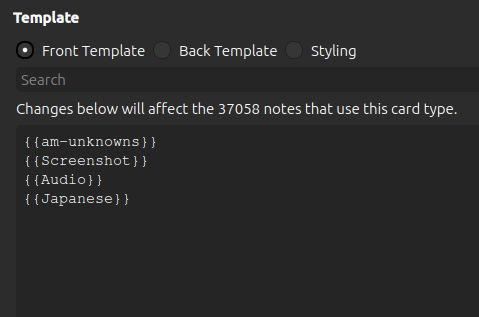 Template
Front Template Back Template Styling
Search
Changes below will affect the 37058 notes that use this card type.
{{am-unknowns}}
{{Screenshot}}
{{Audio}}
{{Japanese}}